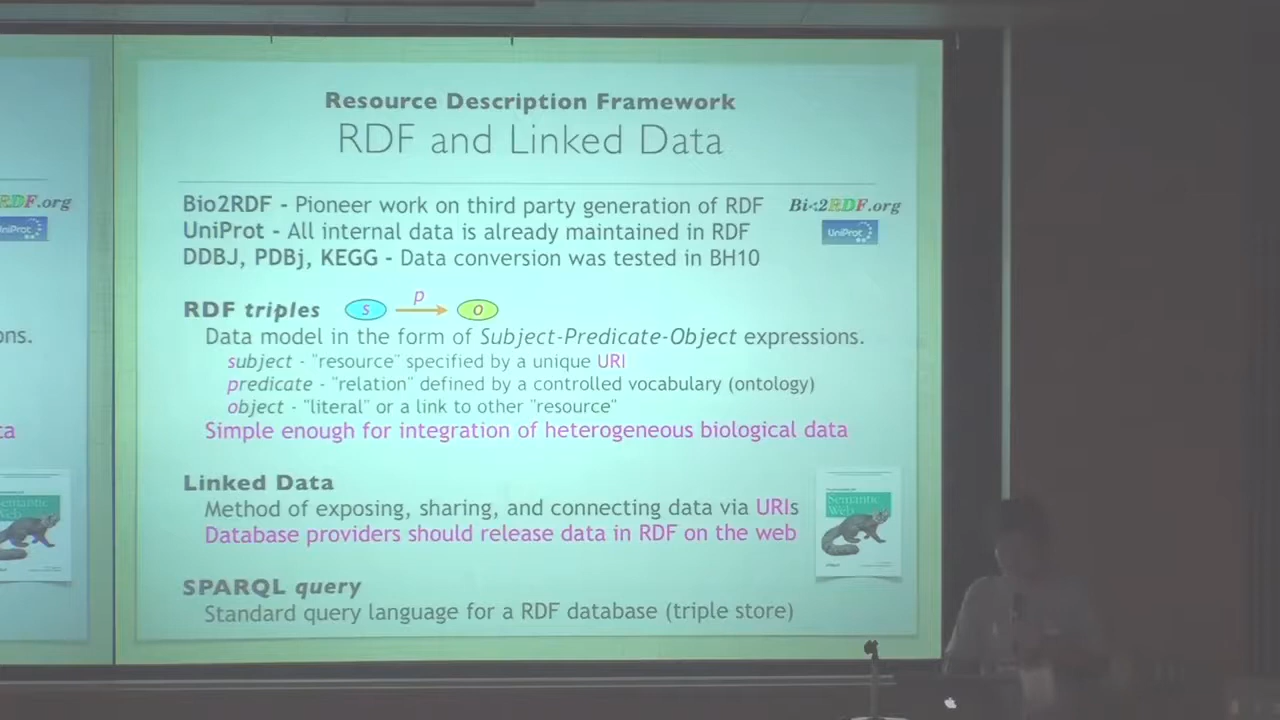 Resource Description Framework
RDF and Linked Data
RDF.org
UniProt
ons.
ta
Semantic
Web
Bio2RDF - Pioneer work on third party generation of RDF
UniProt - All internal data is already maintained in RDF
DDBJ, PDBj, KEGG - Data conversion was tested in BH10
Bio2RDF.org
UniProt
RDF triples s p o
Data model in the form of Subject-Predicate-Object expressions.
subject - "resource" specified by a unique URI
predicate - "relation" defined by a controlled vocabulary (ontology)
object - "literal" or a link to other "resource"
Simple enough for integration of heterogeneous biological data
Linked Data
Method of exposing, sharing, and connecting data via URIs
Database providers should release data in RDF on the web
Semantic
Web
SPARQL query
Standard query language for a RDF database (triple store)